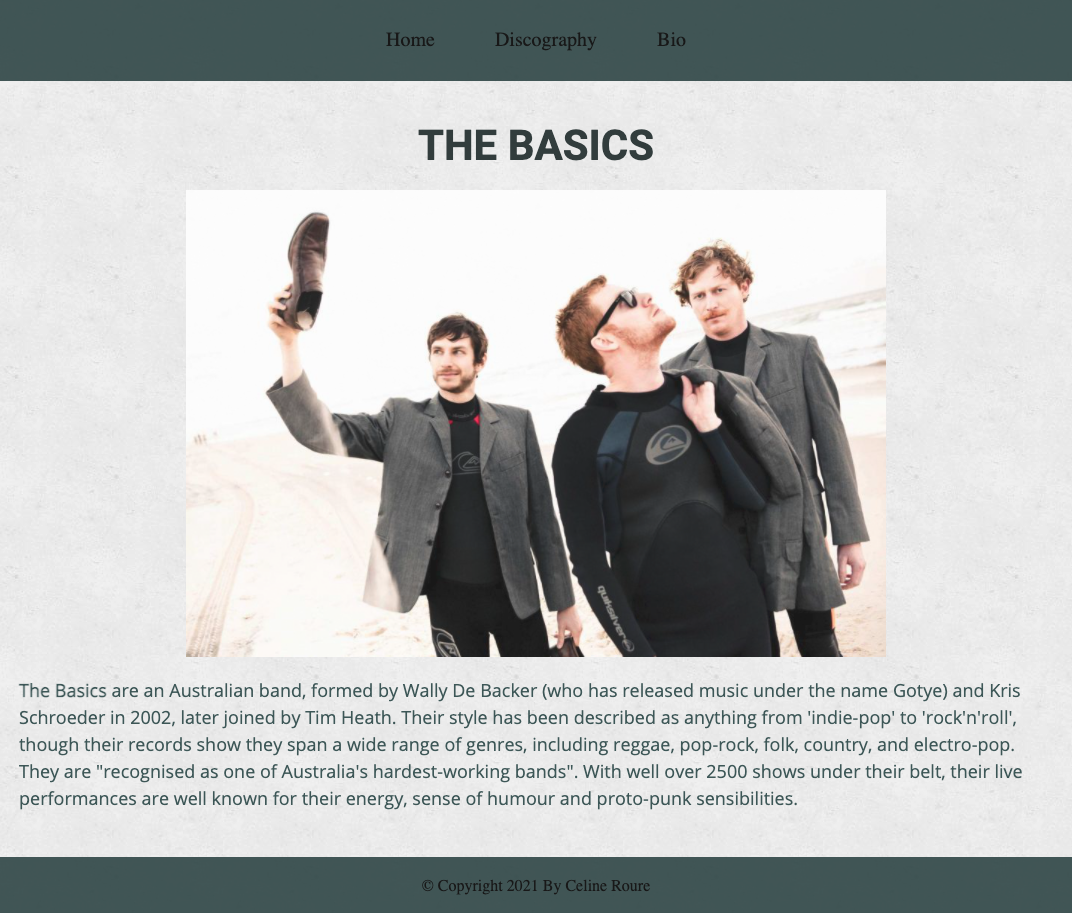 Home Discography Bio
THE BASICS
quiksilver
The Basics are an Australian band, formed by Wally De Backer (who has released music under the name Gotye) and Kris
Schroeder in 2002, later joined by Tim Heath. Their style has been described as anything from 'indie-pop' to 'rock'n'roll',
though their records show they span a wide range of genres, including reggae, pop-rock, folk, country, and electro-pop.
They are "recognised as one of Australia's hardest-working bands". With well over 2500 shows under their belt, their live
performances are well known for their energy, sense of humour and proto-punk sensibilities.
© Copyright 2021 By Celine Roure